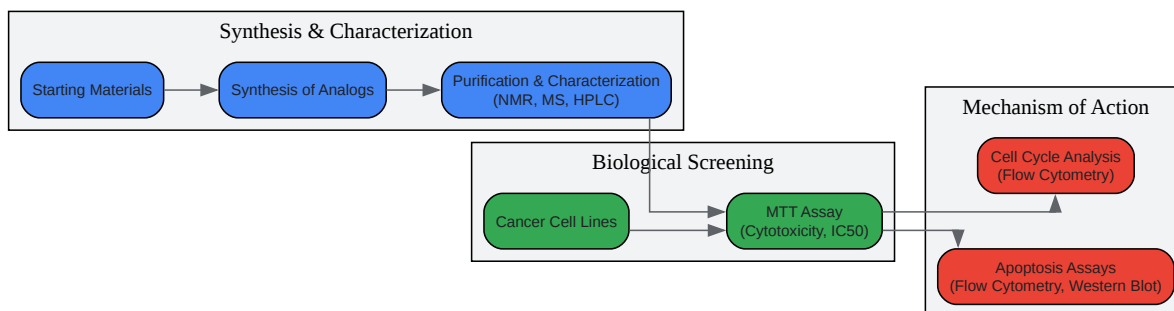 Synthesis & Characterization
Starting Materials
Synthesis of Analogs
Purification & Characterization
(NMR, MS, HPLC)
Biological Screening
Cancer Cell Lines
MTT Assay
(Cytotoxicity, IC50)
Mechanism of Action
Cell Cycle Analysis
(Flow Cytometry)
Apoptosis Assays
(Flow Cytometry, Western Blot)